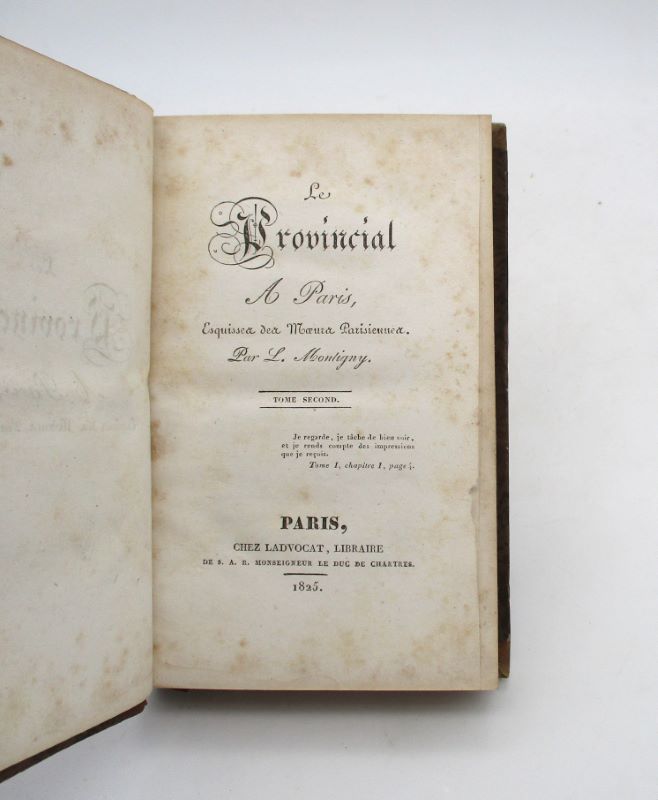 Le
Provincial
A Paris,
Esquisses des Mœurs Parisiennes.
Par L. Montigny.
TOME SECOND.
Je regarde, je tâche de bien voir,
et je rends compte des impressions
que je reçois.
Tome I, chapitre I, page 4.
PARIS,
CHEZ LADVOCAT, LIBRAIRE
DE S. A. R. MONSEIGNEUR LE DUC DE CHARTRES.
1825.